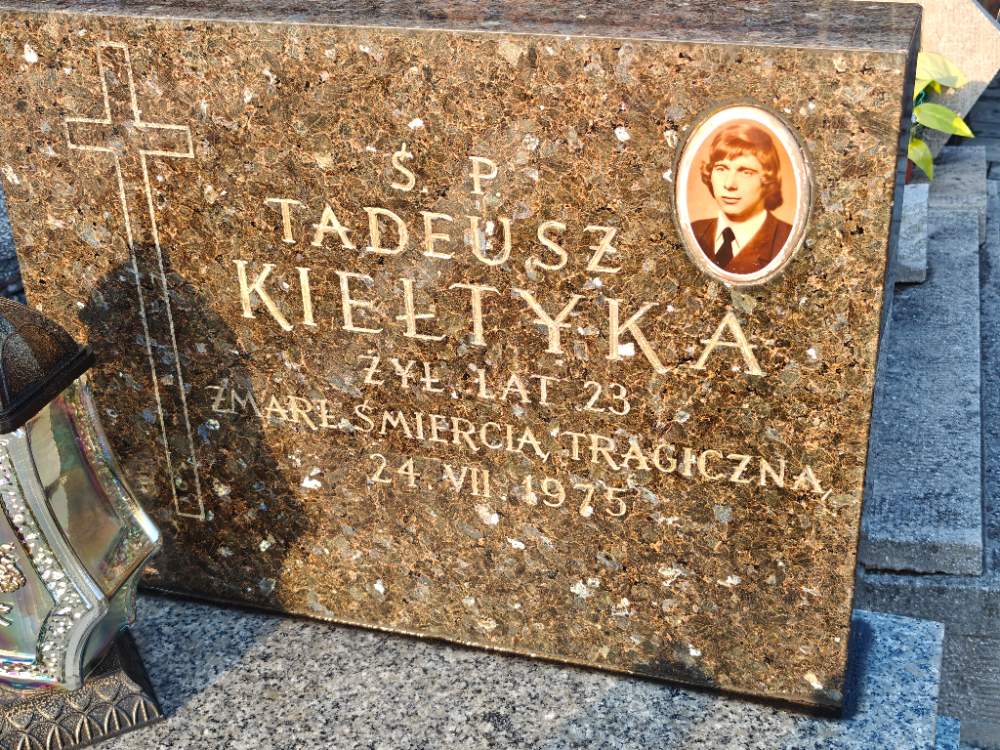 Ś. P.
TADEUSZ
KIEŁTYKA
ŻYŁ. LAT 23
ZMARŁ ŚMIERCIĄ TRAGICZNĄ
24. VII. 1975